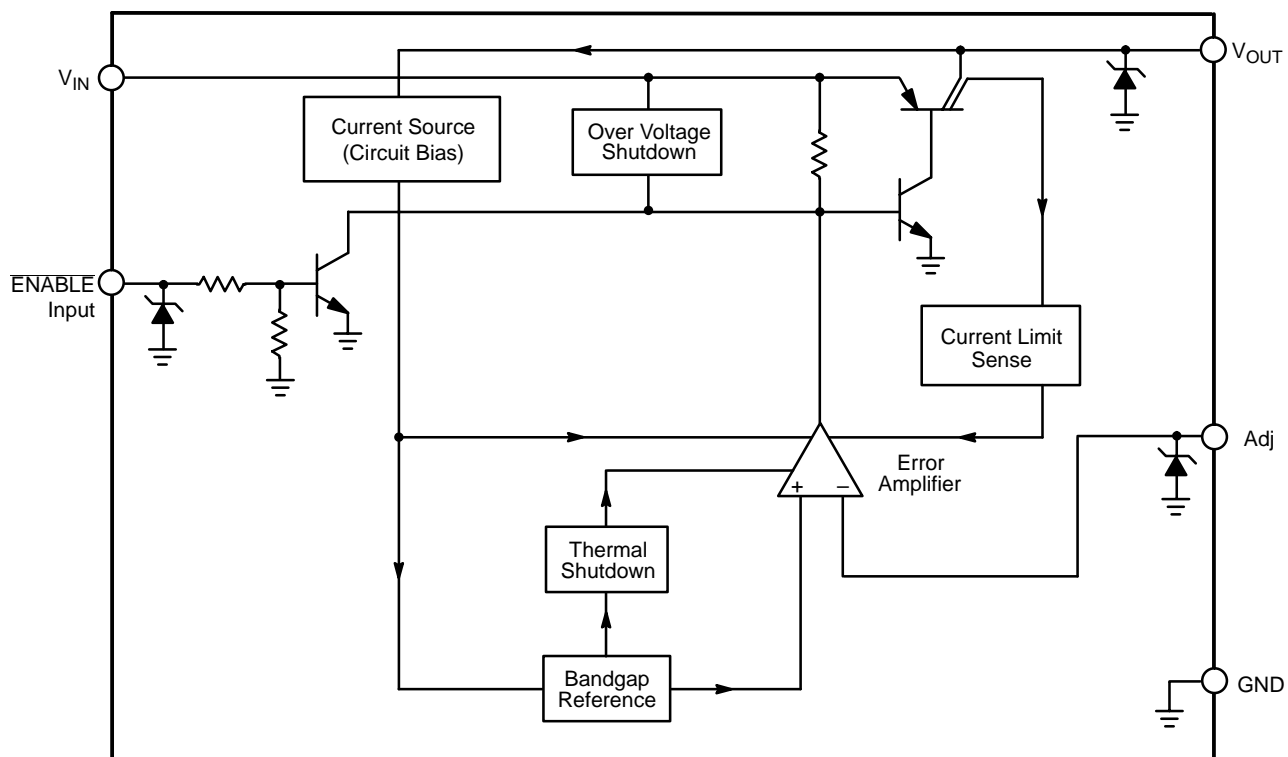 V_IN
V_OUT
Current Source
(Circuit Bias)
Over Voltage
Shutdown
ENABLE
Input
Current Limit
Sense
Adj
Error
Amplifier
+ −
Thermal
Shutdown
Bandgap
Reference
GND